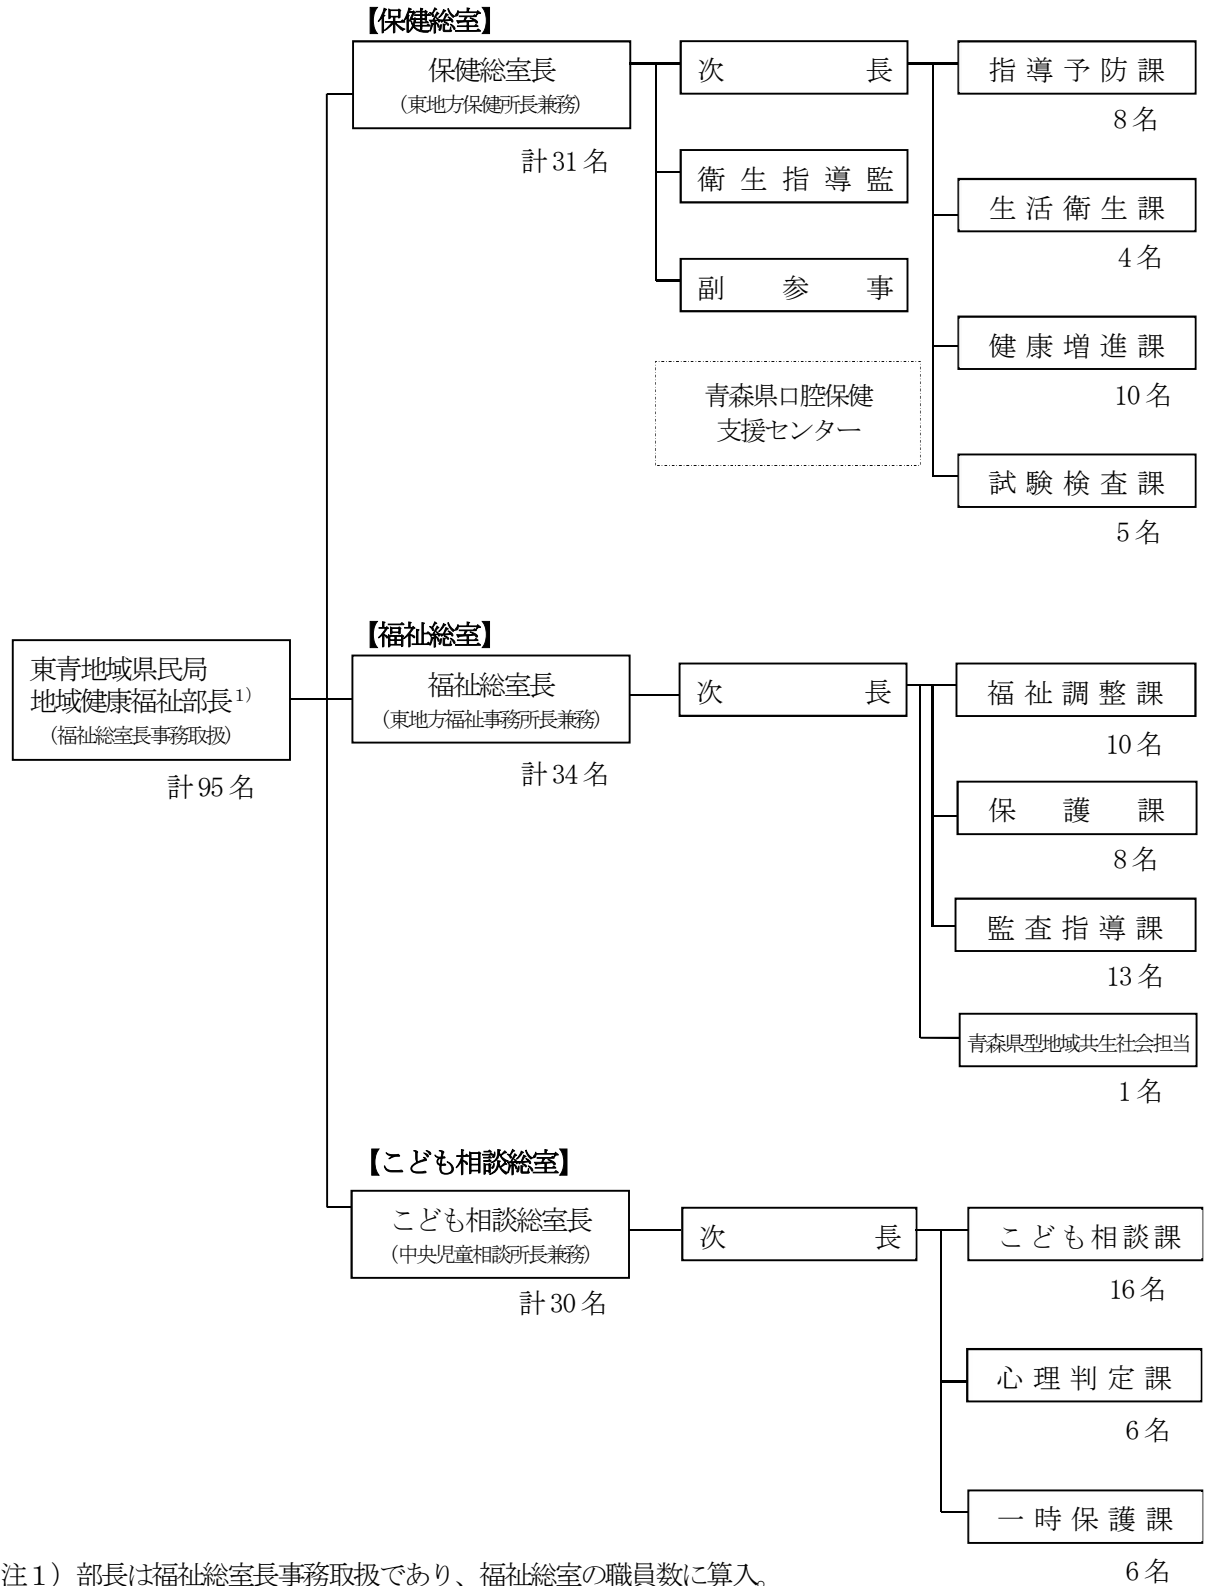 【保健総室】
保健総室長
（東地方保健所長兼務）
計31名
次長
衛生指導監
副参事
青森県口腔保健
支援センター
指導予防課
8名
生活衛生課
4名
健康増進課
10名
試験検査課
5名
東青地域県民局
地域健康福祉部長1)
（福祉総室長事務取扱）
計95名
【福祉総室】
福祉総室長
（東地方福祉事務所長兼務）
計34名
次長
福祉調整課
10名
保護課
8名
監査指導課
13名
青森県型地域共生社会担当
1名
【こども相談総室】
こども相談総室長
（中央児童相談所長兼務）
計30名
次長
こども相談課
16名
心理判定課
6名
一時保護課
6名
注1）部長は福祉総室長事務取扱であり、福祉総室の職員数に算入。